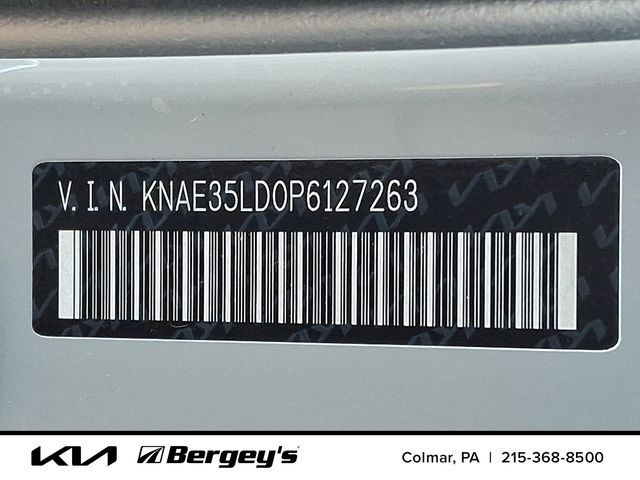 V.I.N. KNAE35LD0P6127263
KIA Bergey's Colmar, PA | 215-368-8500